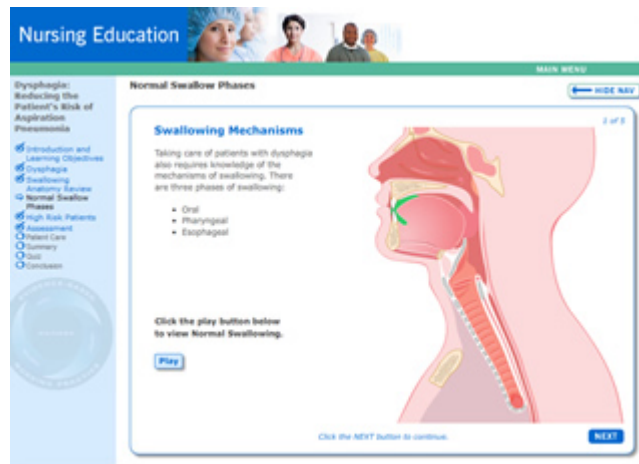 Nursing Education
MAIN MENU
Dysphagia:
Reducing the
Patient's Risk of
Aspiration
Pneumonia
Introduction and
Learning Objectives
Dysphagia
Swallowing
Anatomy Review
Normal Swallow
Phases
High Risk Patients
Assessment
Patient Care
Summary
Quiz
Conclusion
Normal Swallow Phases
HIDE NAV
Swallowing Mechanisms
Taking care of patients with dysphagia
also requires knowledge of the
mechanisms of swallowing. There
are three phases of swallowing:
• Oral
• Pharyngeal
• Esophageal
Click the play button below
to view Normal Swallowing.
Play
Click the NEXT button to continue.
NEXT